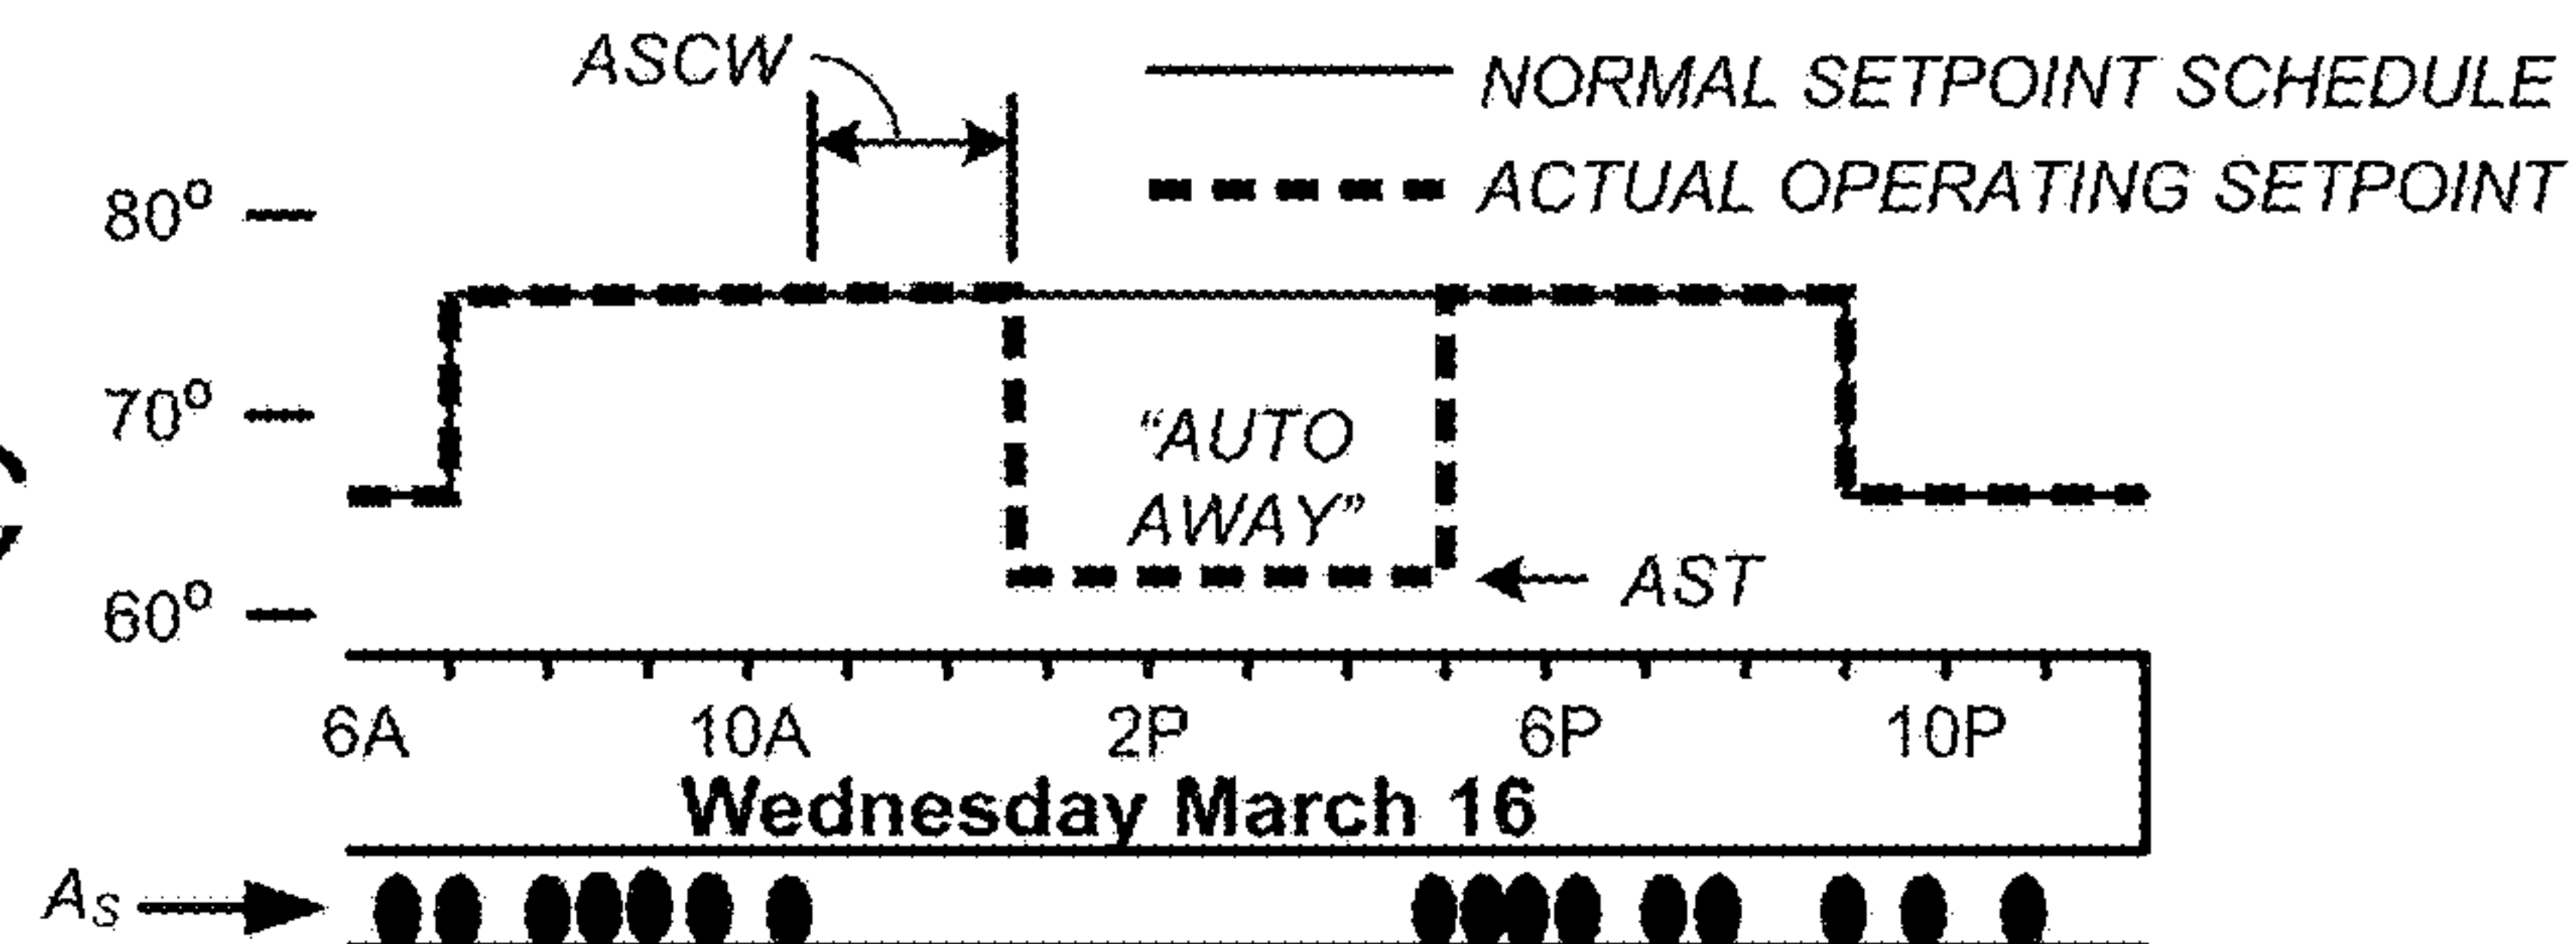 ASCW
NORMAL SETPOINT SCHEDULE
ACTUAL OPERATING SETPOINT
80°
70°
60°
"AUTO
AWAY"
AST
6A 10A 2P 6P 10P
Wednesday March 16
As